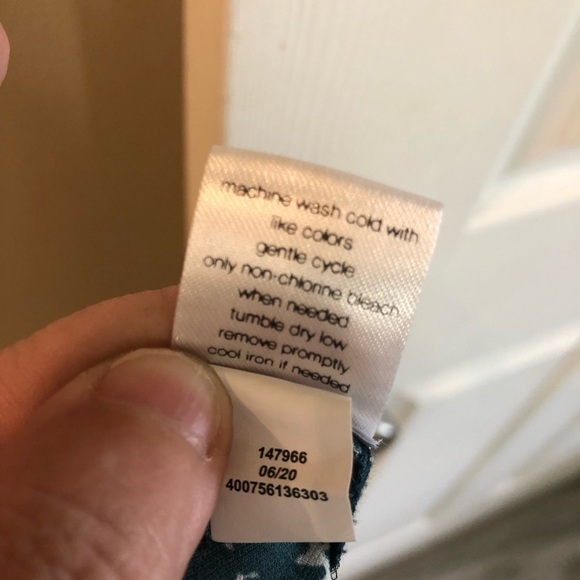 machine wash cold with
like colors
gentle cycle
only non-chlorine bleach
when needed
tumble dry low
remove promptly
cool iron if needed
147966
06/20
400756136303